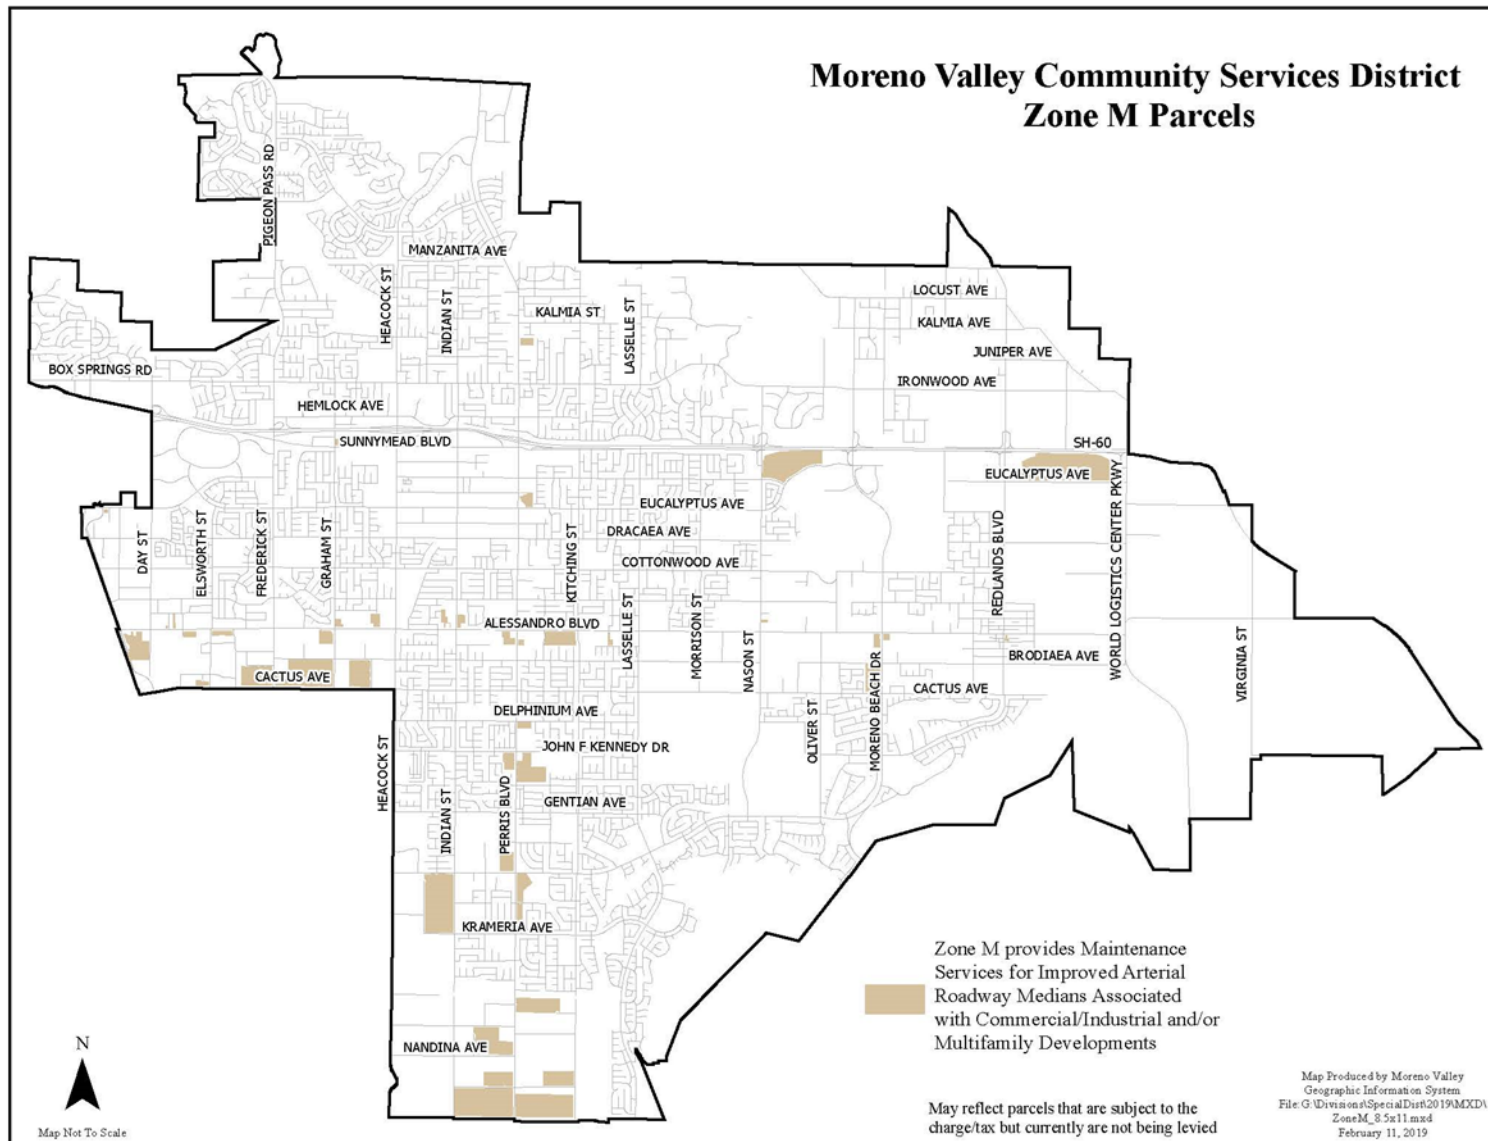 Moreno Valley Community Services District
Zone M Parcels
PIGEON PASS RD
MANZANITA AVE
HEACOCK ST
INDIAN ST
KALMIA ST
LASSELLE ST
LOCUST AVE
KALMIA AVE
JUNIPER AVE
IRONWOOD AVE
BOX SPRINGS RD
HEMLOCK AVE
SUNNYMEAD BLVD
SH-60
EUCALYPTUS AVE
EUCALYPTUS AVE
DRACAEA AVE
COTTONWOOD AVE
DAY ST
ELSWORTH ST
FREDERICK ST
GRAHAM ST
KITCHING ST
REDLANDS BLVD
WORLD LOGISTICS CENTER PKWY
ALESSANDRO BLVD
LASSELLE ST
MORRISON ST
NASON ST
MORENO BEACH DR
BRODIAEA AVE
VIRGINIA ST
CACTUS AVE
CACTUS AVE
DELPHINIUM AVE
OLIVER ST
JOHN F KENNEDY DR
HEACOCK ST
INDIAN ST
PERRIS BLVD
GENTIAN AVE
KRAMERIA AVE
NANDINA AVE
Zone M provides Maintenance
Services for Improved Arterial
Roadway Medians Associated
with Commercial/Industrial and/or
Multifamily Developments
N
Map Not To Scale
May reflect parcels that are subject to the
charge/tax but currently are not being levied
Map Produced by Moreno Valley
Geographic Information System
File: G:\Divisions\SpecialDist\2019\MXD\
ZoneM_8.5x11.mxd
February 11, 2019